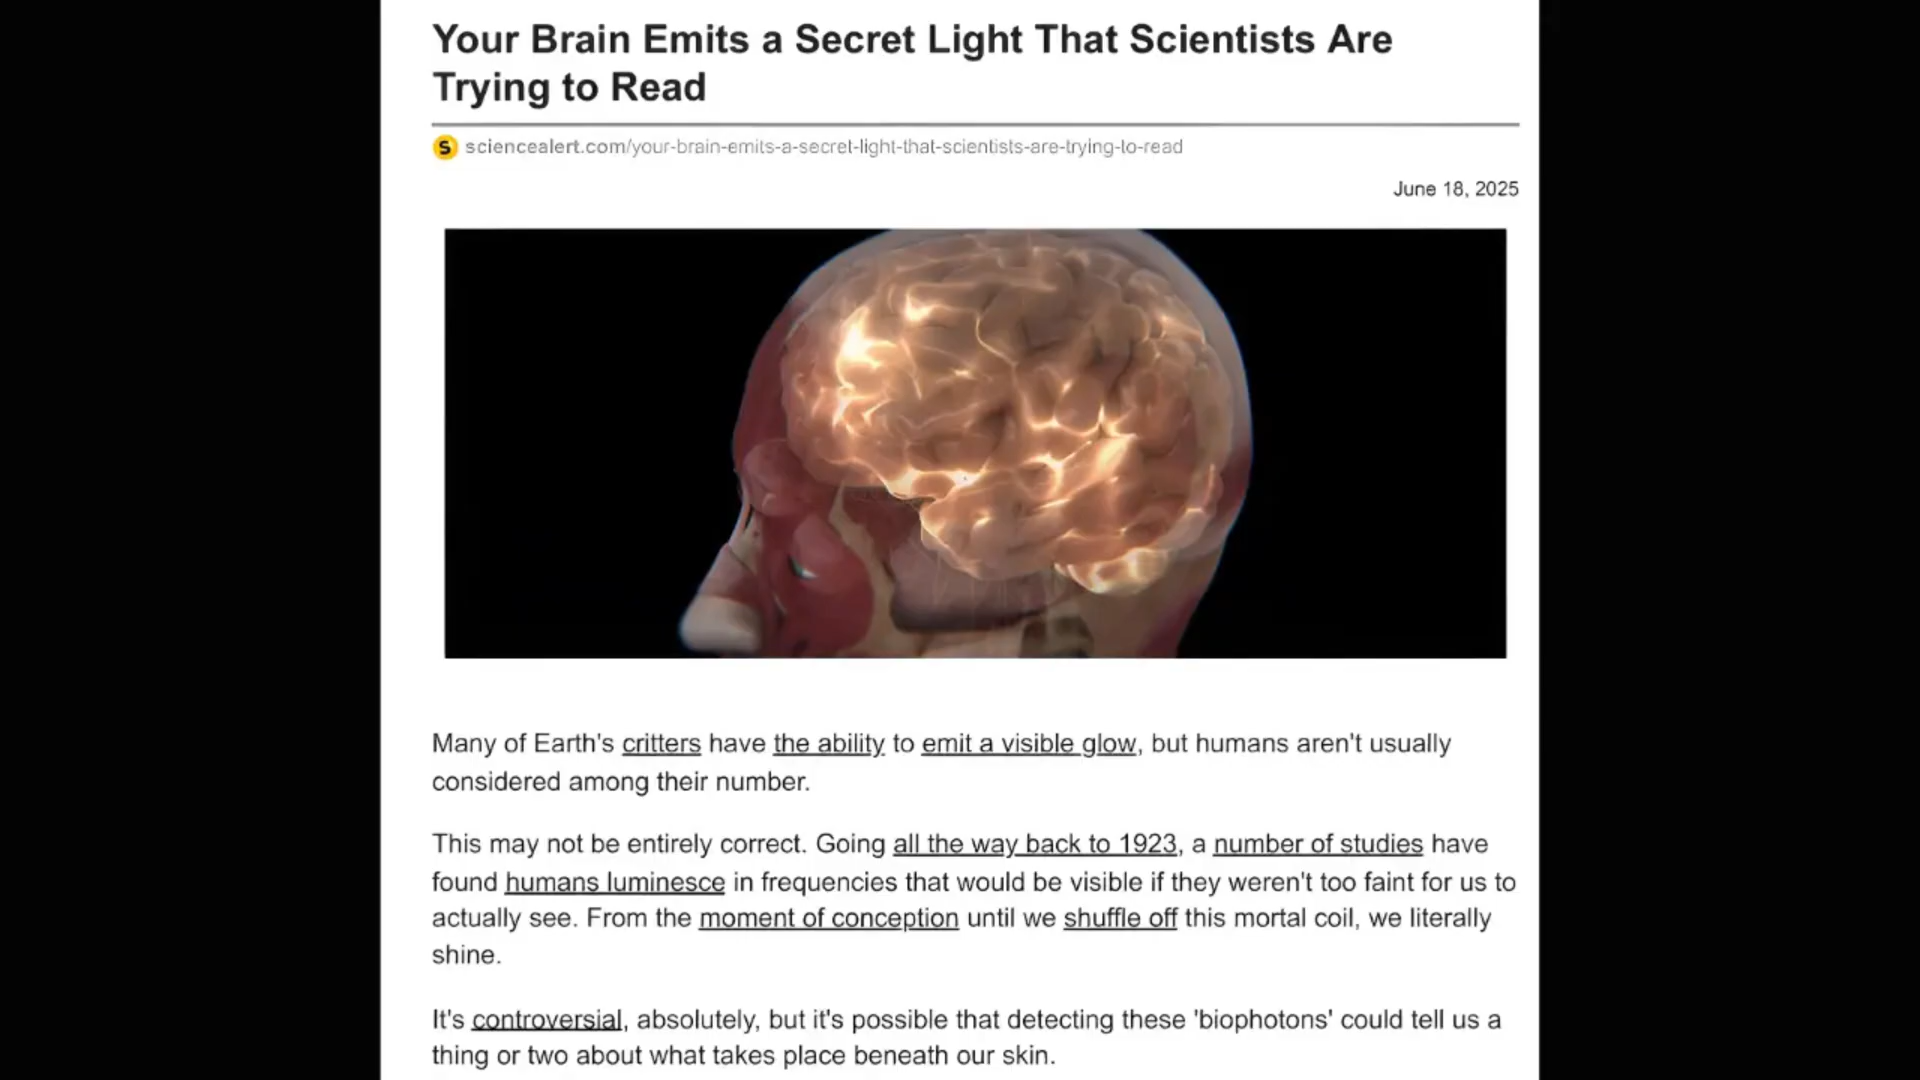 Your Brain Emits a Secret Light That Scientists Are
Trying to Read
S sciencealert.com/your-brain-emits-a-secret-light-that-scientists-are-trying-to-read
June 18, 2025
Many of Earth's critters have the ability to emit a visible glow, but humans aren't usually
considered among their number.
This may not be entirely correct. Going all the way back to 1923, a number of studies have
found humans luminesce in frequencies that would be visible if they weren't too faint for us to
actually see. From the moment of conception until we shuffle off this mortal coil, we literally
shine.
It's controversial, absolutely, but it's possible that detecting these 'biophotons' could tell us a
thing or two about what takes place beneath our skin.